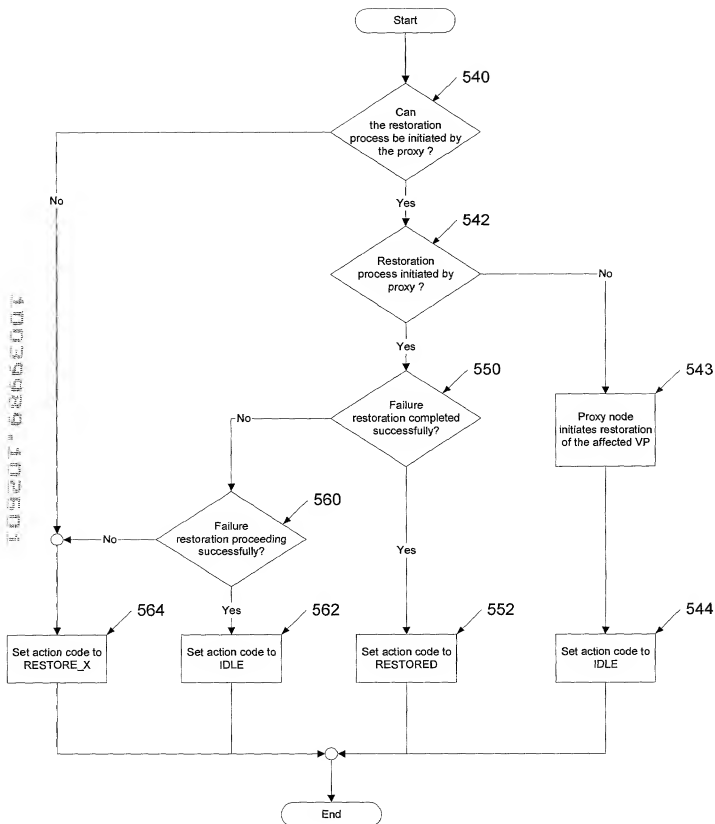 Start
540
Can
the restoration
process be initiated by
the proxy ?
No
Yes
542
Restoration
process initiated by
proxy ?
No
Yes
550
543
Failure
restoration completed
successfully?
Proxy node
initiates restoration
of the affected VP
No
560
Failure
restoration proceeding
successfully?
No
Yes
Yes
564
562
552
544
Set action code to
RESTORE_X
Set action code to
IDLE
Set action code to
RESTORED
Set action code to
IDLE
End